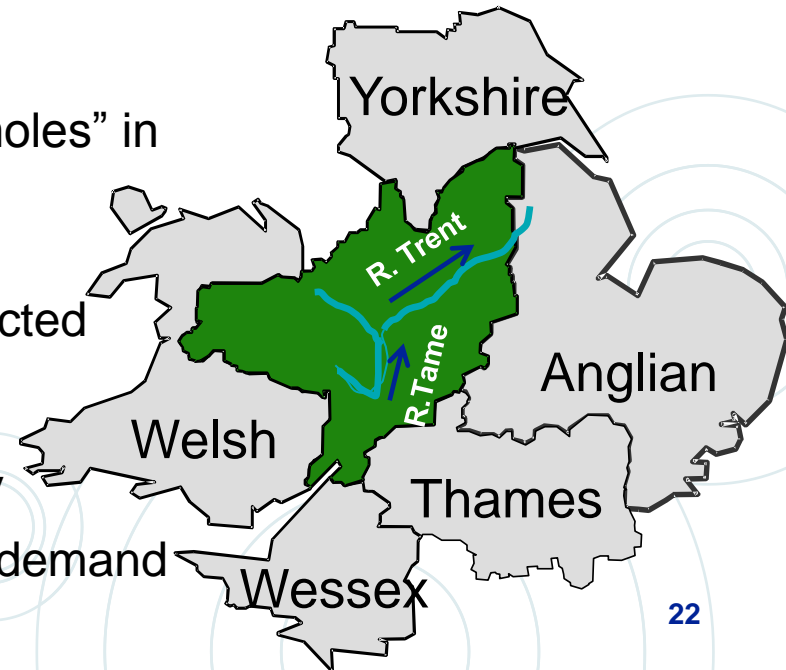 Yorkshire
oles” in
R. Trent
cted
R.Tame
Anglian
Welsh
Thames
demand
Wessex
22